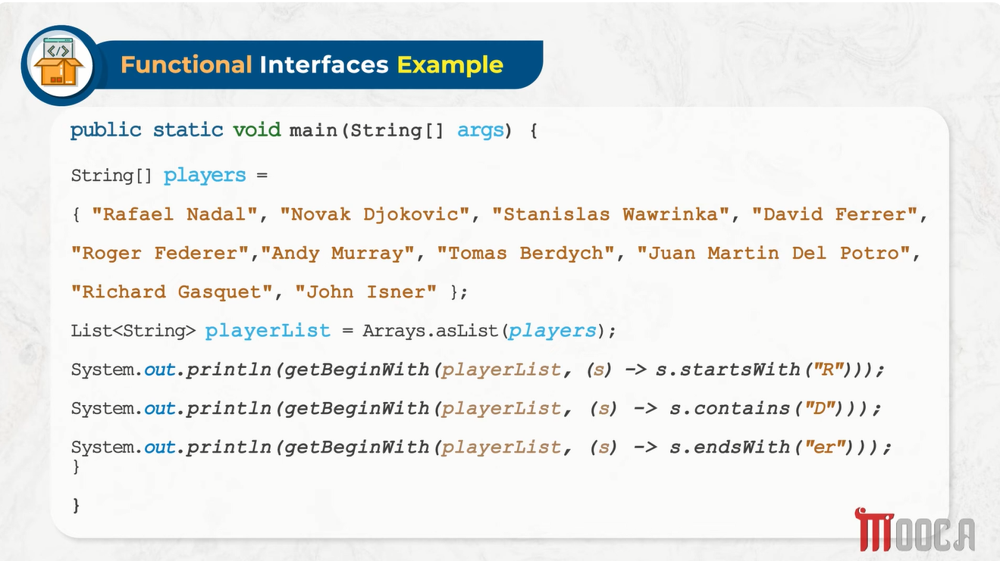 </>
Functional Interfaces Example
public static void main(String[] args) {
String[] players =
{ "Rafael Nadal", "Novak Djokovic", "Stanislas Wawrinka", "David Ferrer",
"Roger Federer","Andy Murray", "Tomas Berdych", "Juan Martin Del Potro",
"Richard Gasquet", "John Isner" };
List<String> playerList = Arrays.asList(players);
System.out.println(getBeginWith(playerList, (s) -> s.startsWith("R")));
System.out.println(getBeginWith(playerList, (s) -> s.contains("D")));
System.out.println(getBeginWith(playerList, (s) -> s.endsWith("er")));
}
}
MOOCA